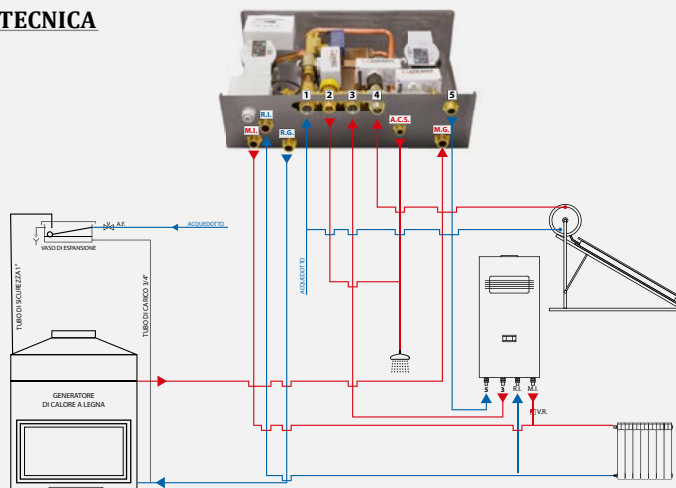 TECNICA
1
2
3
4
5
R.I.
M.I.
R.G.
A.C.S.
M.G.
V.
A.F.
ACQUEDOTTO
VASO DI ESPANSIONE
TUBO DI SICUREZZA 1"
TUBO DI CARICO 3/4"
ACQUEDOTTO
GENERATORE
DI CALORE A LEGNA
5
3
R.I.
M.I.
V.R.